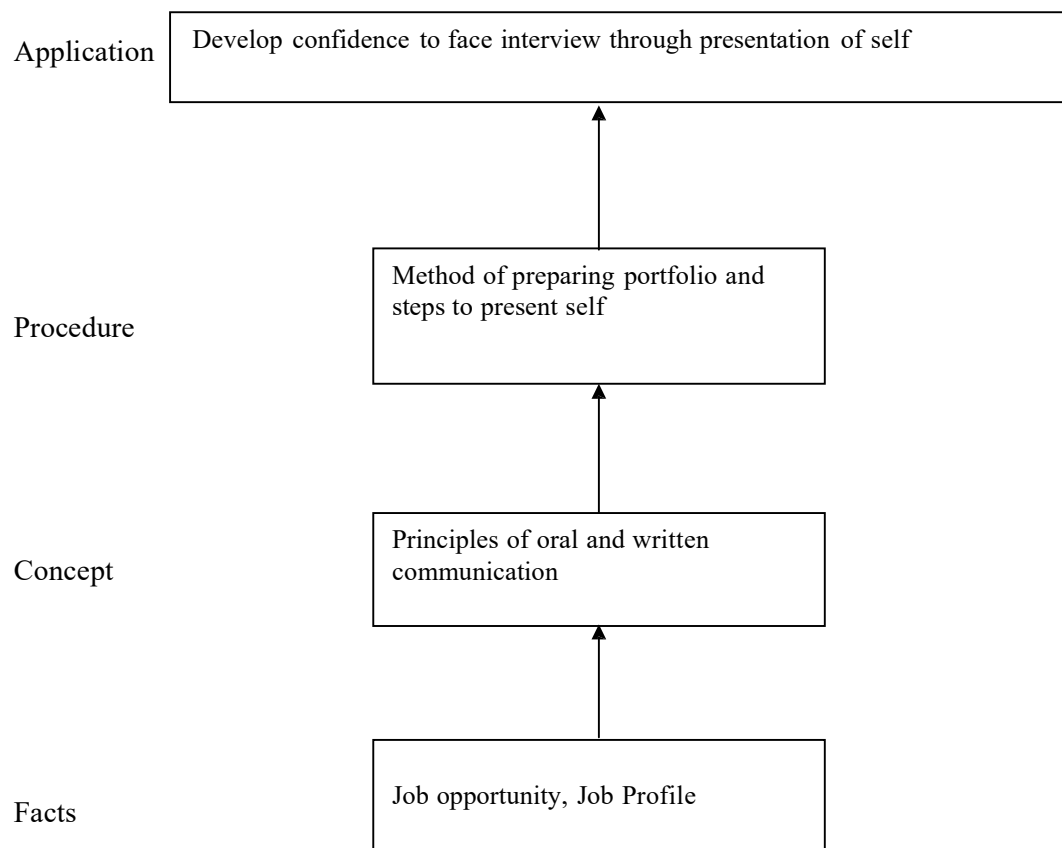 Application
Develop confidence to face interview through presentation of self
Method of preparing portfolio and
steps to present self
Procedure
Principles of oral and written
communication
Concept
Job opportunity, Job Profile
Facts